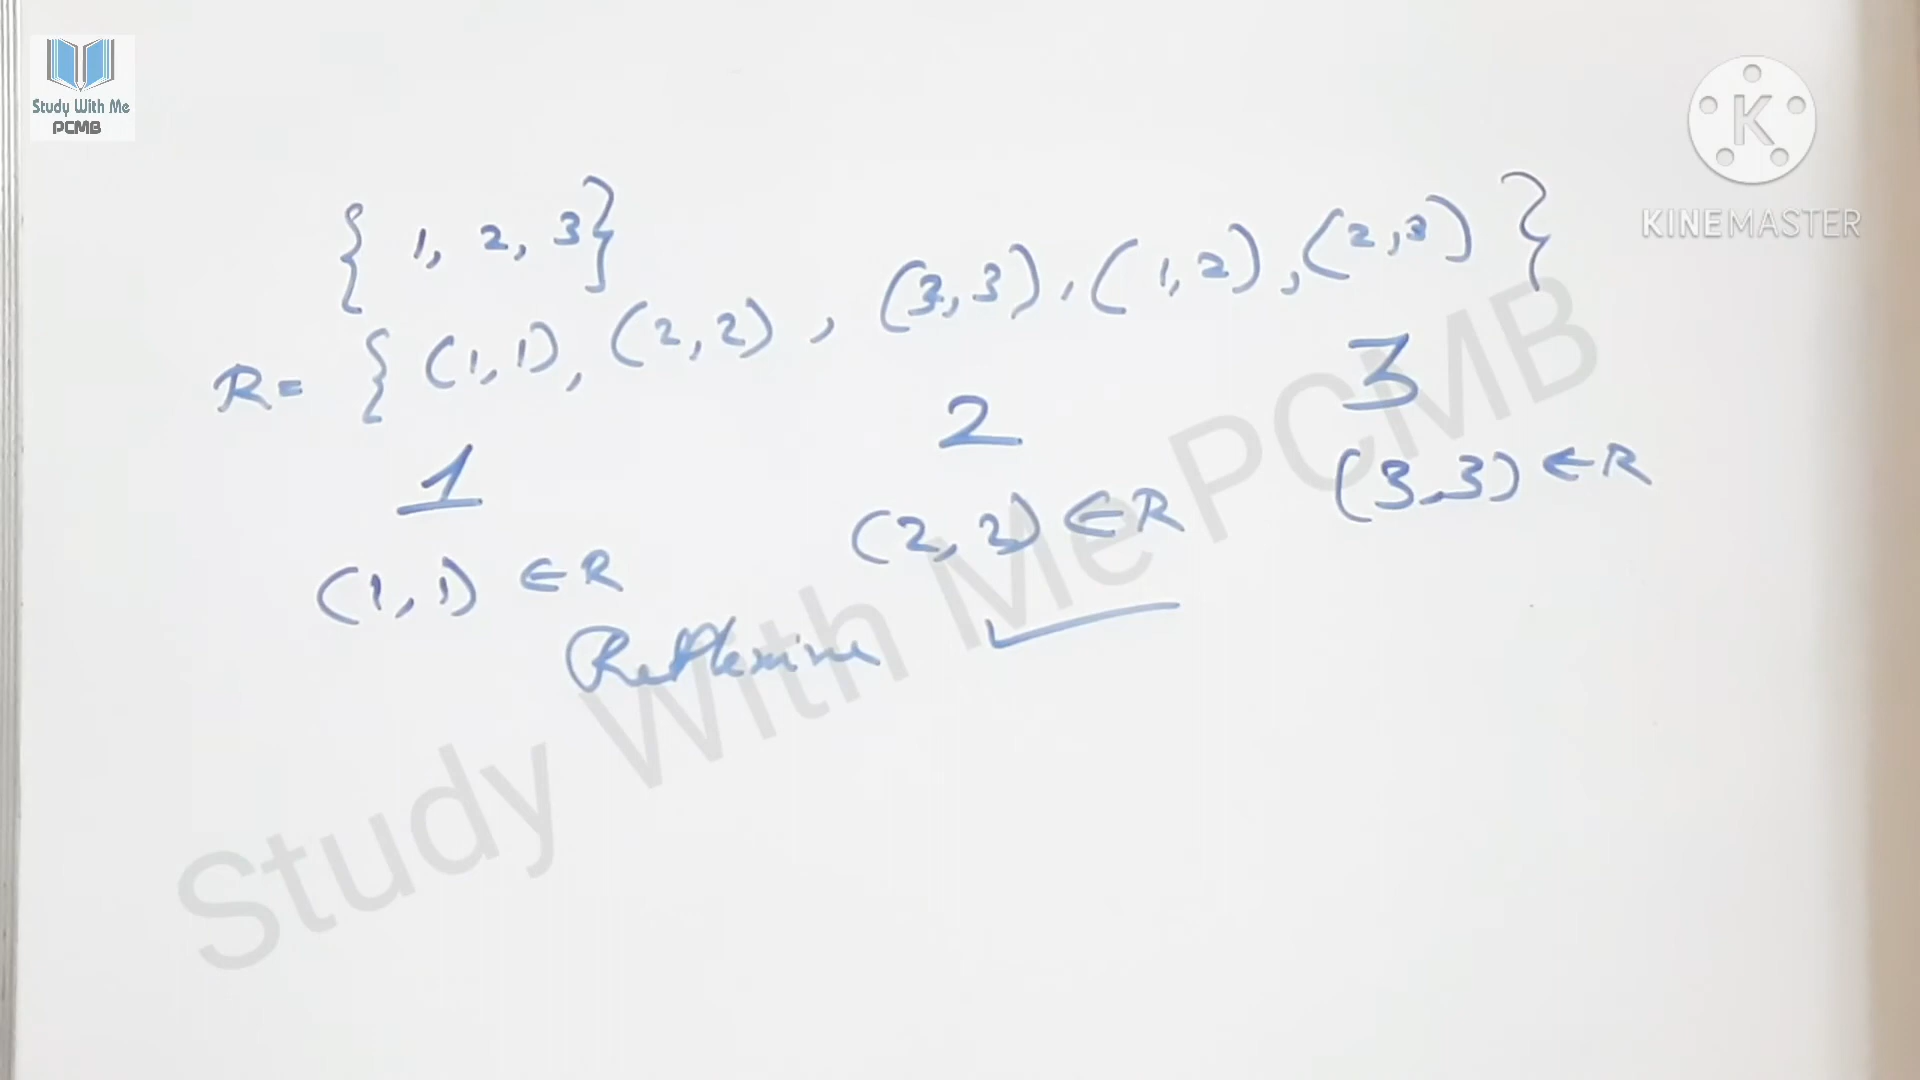 Study With Me
PCMB
KINEMASTER
{ 1, 2, 3}
R= { (1,1), (2,2), (3,3), (1,2), (2,3) }
1 2 3
(1,1) ∈ R (2,3) ∈ R (3,3) ∈ R
Reflexive
Study With Me PCMB